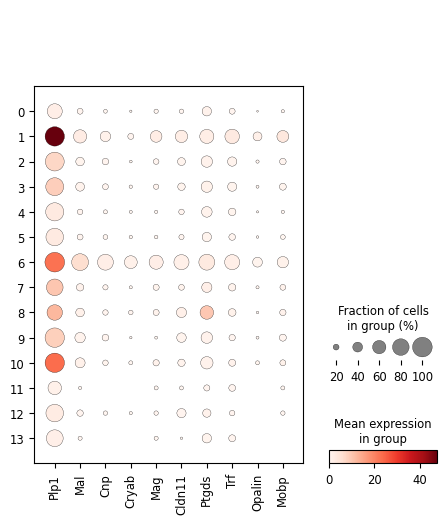 0
1
2
3
4
5
6
7
8
9
10
11
12
13
Plp1
Mal
Cnp
Cryab
Mag
Cldn11
Ptgds
Trf
Opalin
Mobp
Fraction of cells
in group (%)
20 40 60 80 100
Mean expression
in group
0 20 40